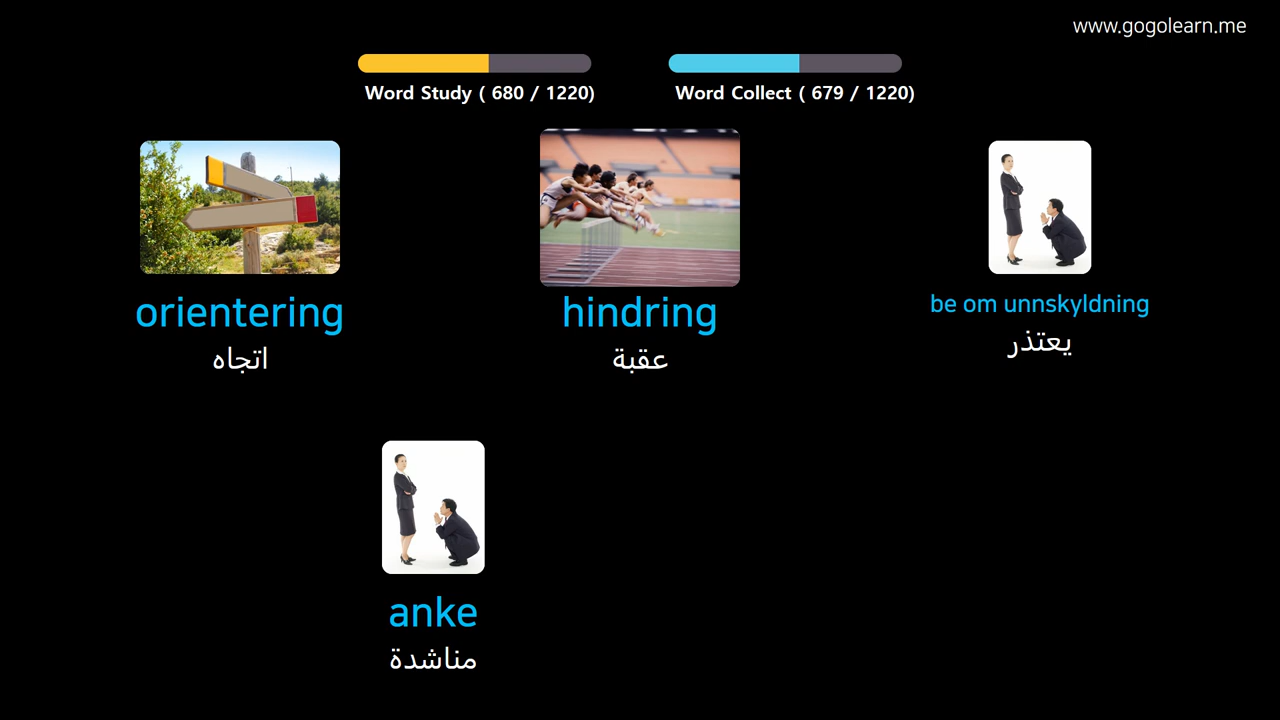 www.gogolearn.me
Word Study ( 680 / 1220)
Word Collect ( 679 / 1220)
orientering
اتجاه
hindring
عقبة
be om unnskyldning
يعتذر
anke
مناشدة